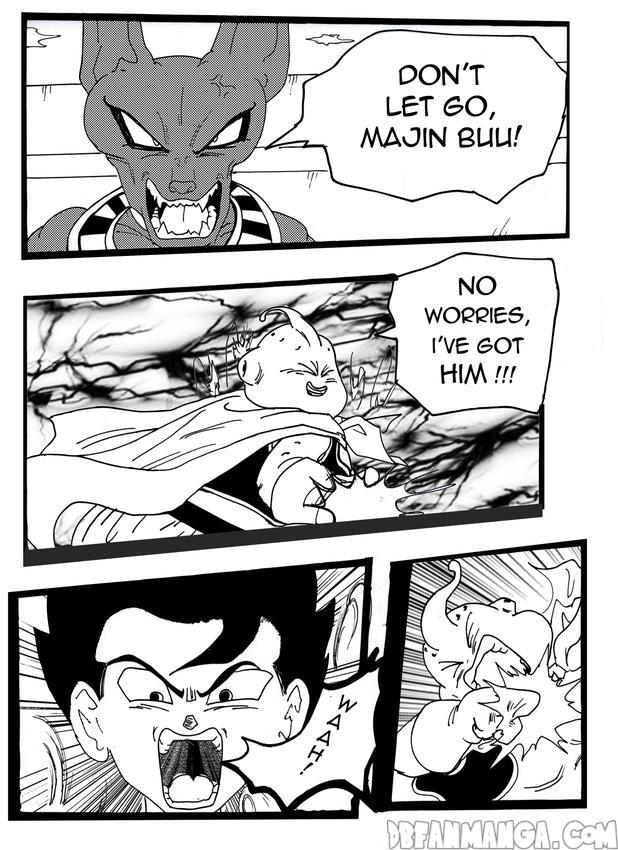 DON'T
LET GO,
MAJIN BUU!
NO
WORRIES,
I'VE GOT
HIM !!!
WAAH!
DBFANMANGA.COM